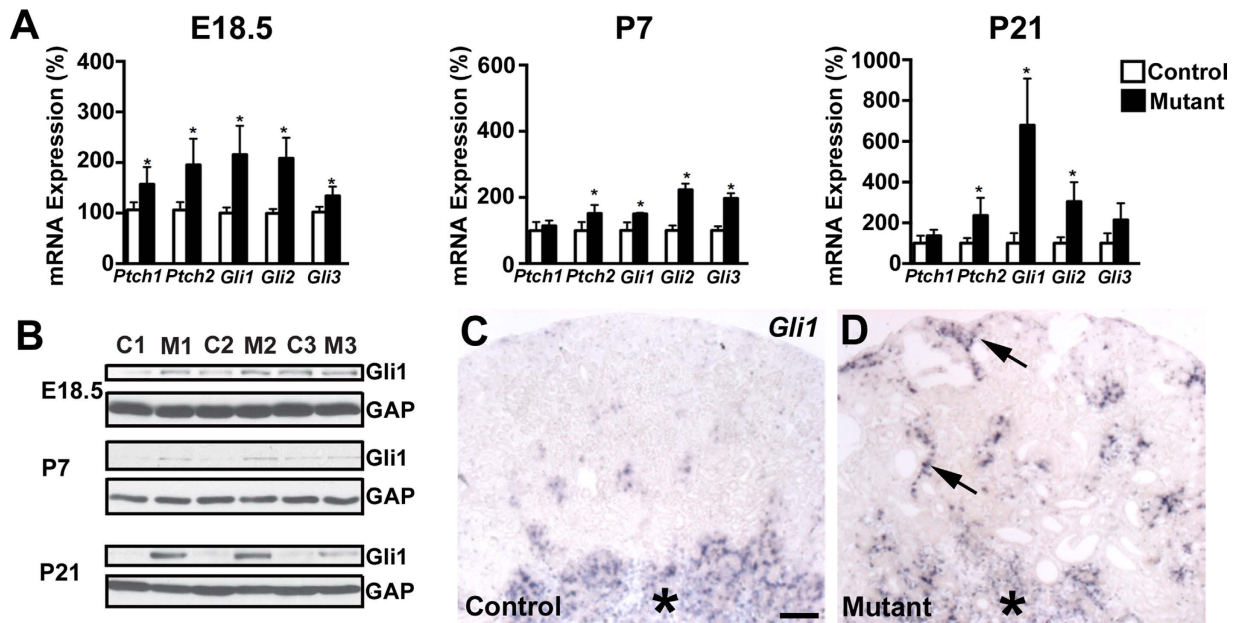 A
E18.5
mRNA Expression (%)
400
300
200
100
0
* * * * *
Ptch1 Ptch2 Gli1 Gli2 Gli3
P7
mRNA Expression (%)
600
400
200
0
* * * *
Ptch1 Ptch2 Gli1 Gli2 Gli3
P21
mRNA Expression (%)
1000
800
600
400
200
0
* * *
Ptch1 Ptch2 Gli1 Gli2 Gli3
Control
Mutant
B
C1 M1 C2 M2 C3 M3
E18.5
Gli1
GAP
P7
Gli1
GAP
P21
Gli1
GAP
C
Gli1
Control
*
D
Mutant
*